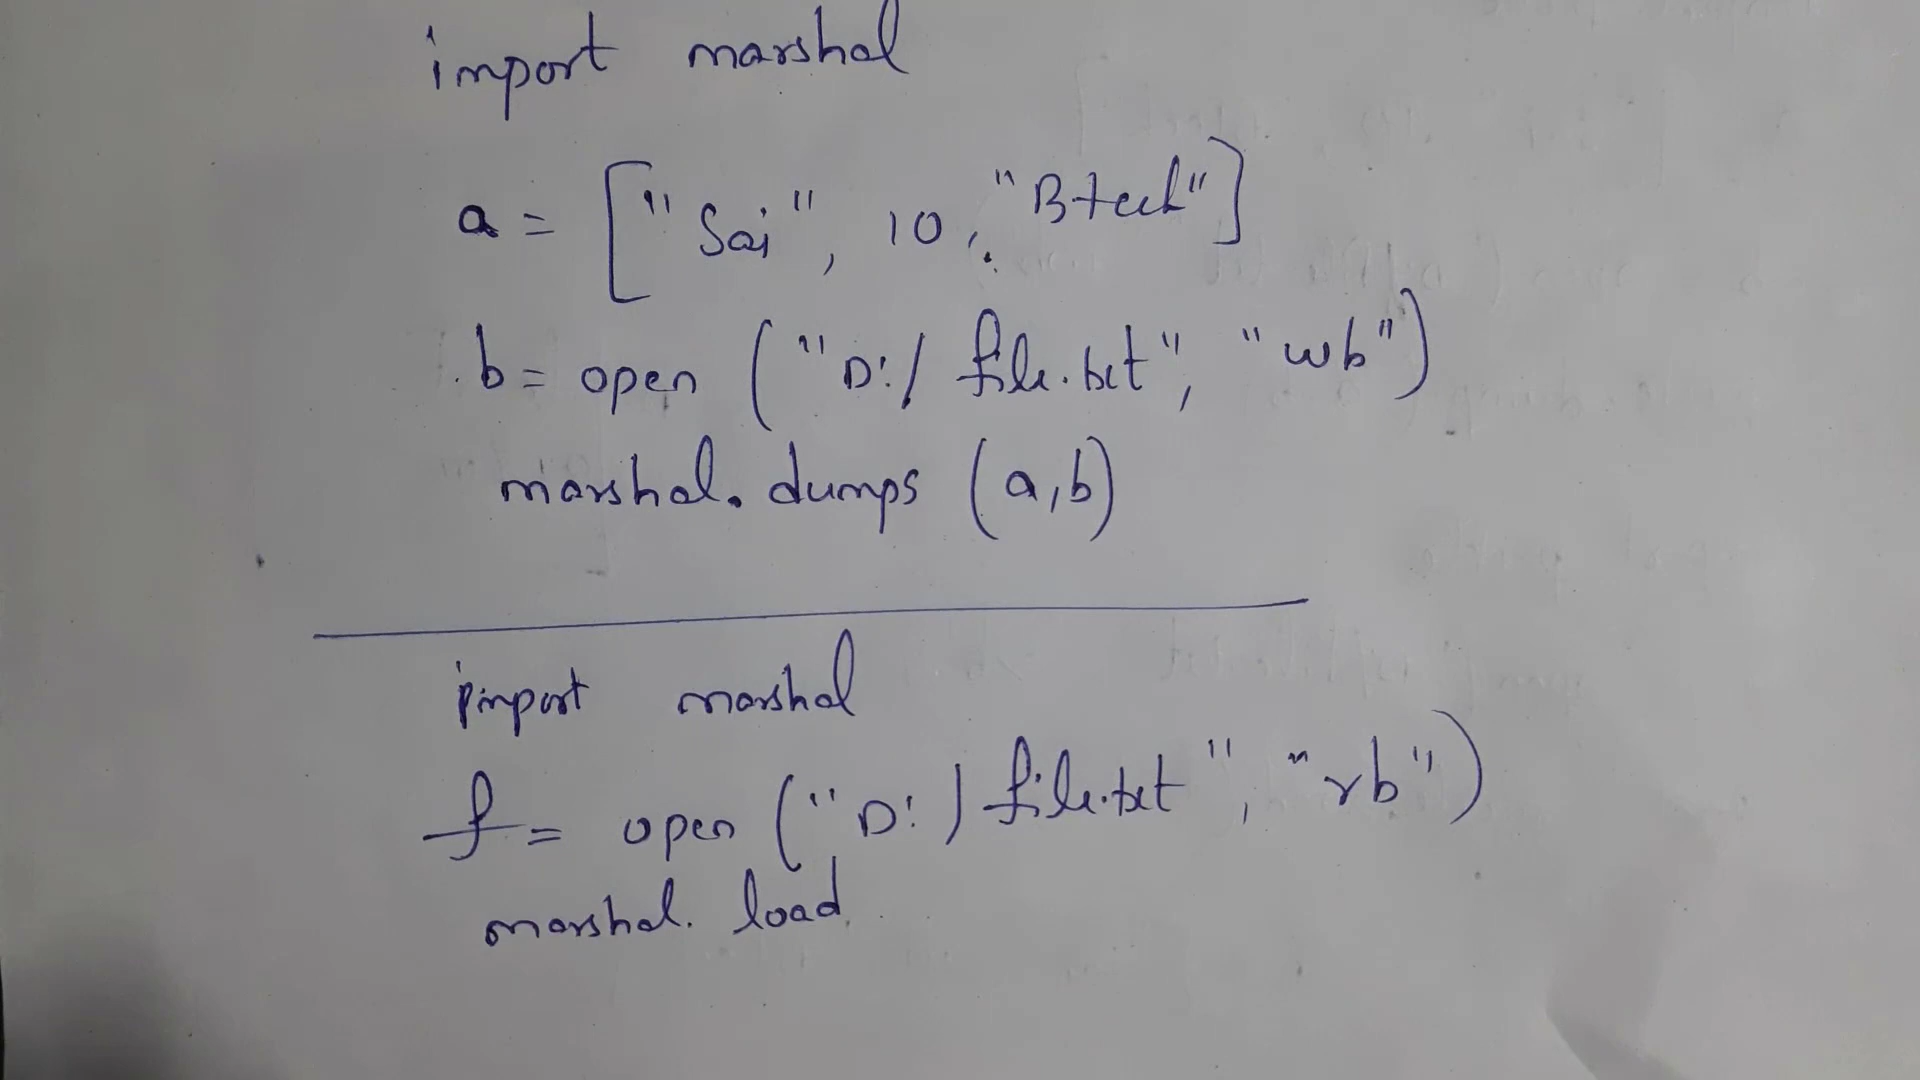 import marshal
a = ["Sai", 10, "Btech"]
b = open ("D:/ file.txt", "wb")
marshal.dumps (a,b)
import marshal
f = open ("D:/ file.txt", "rb")
marshal. load.